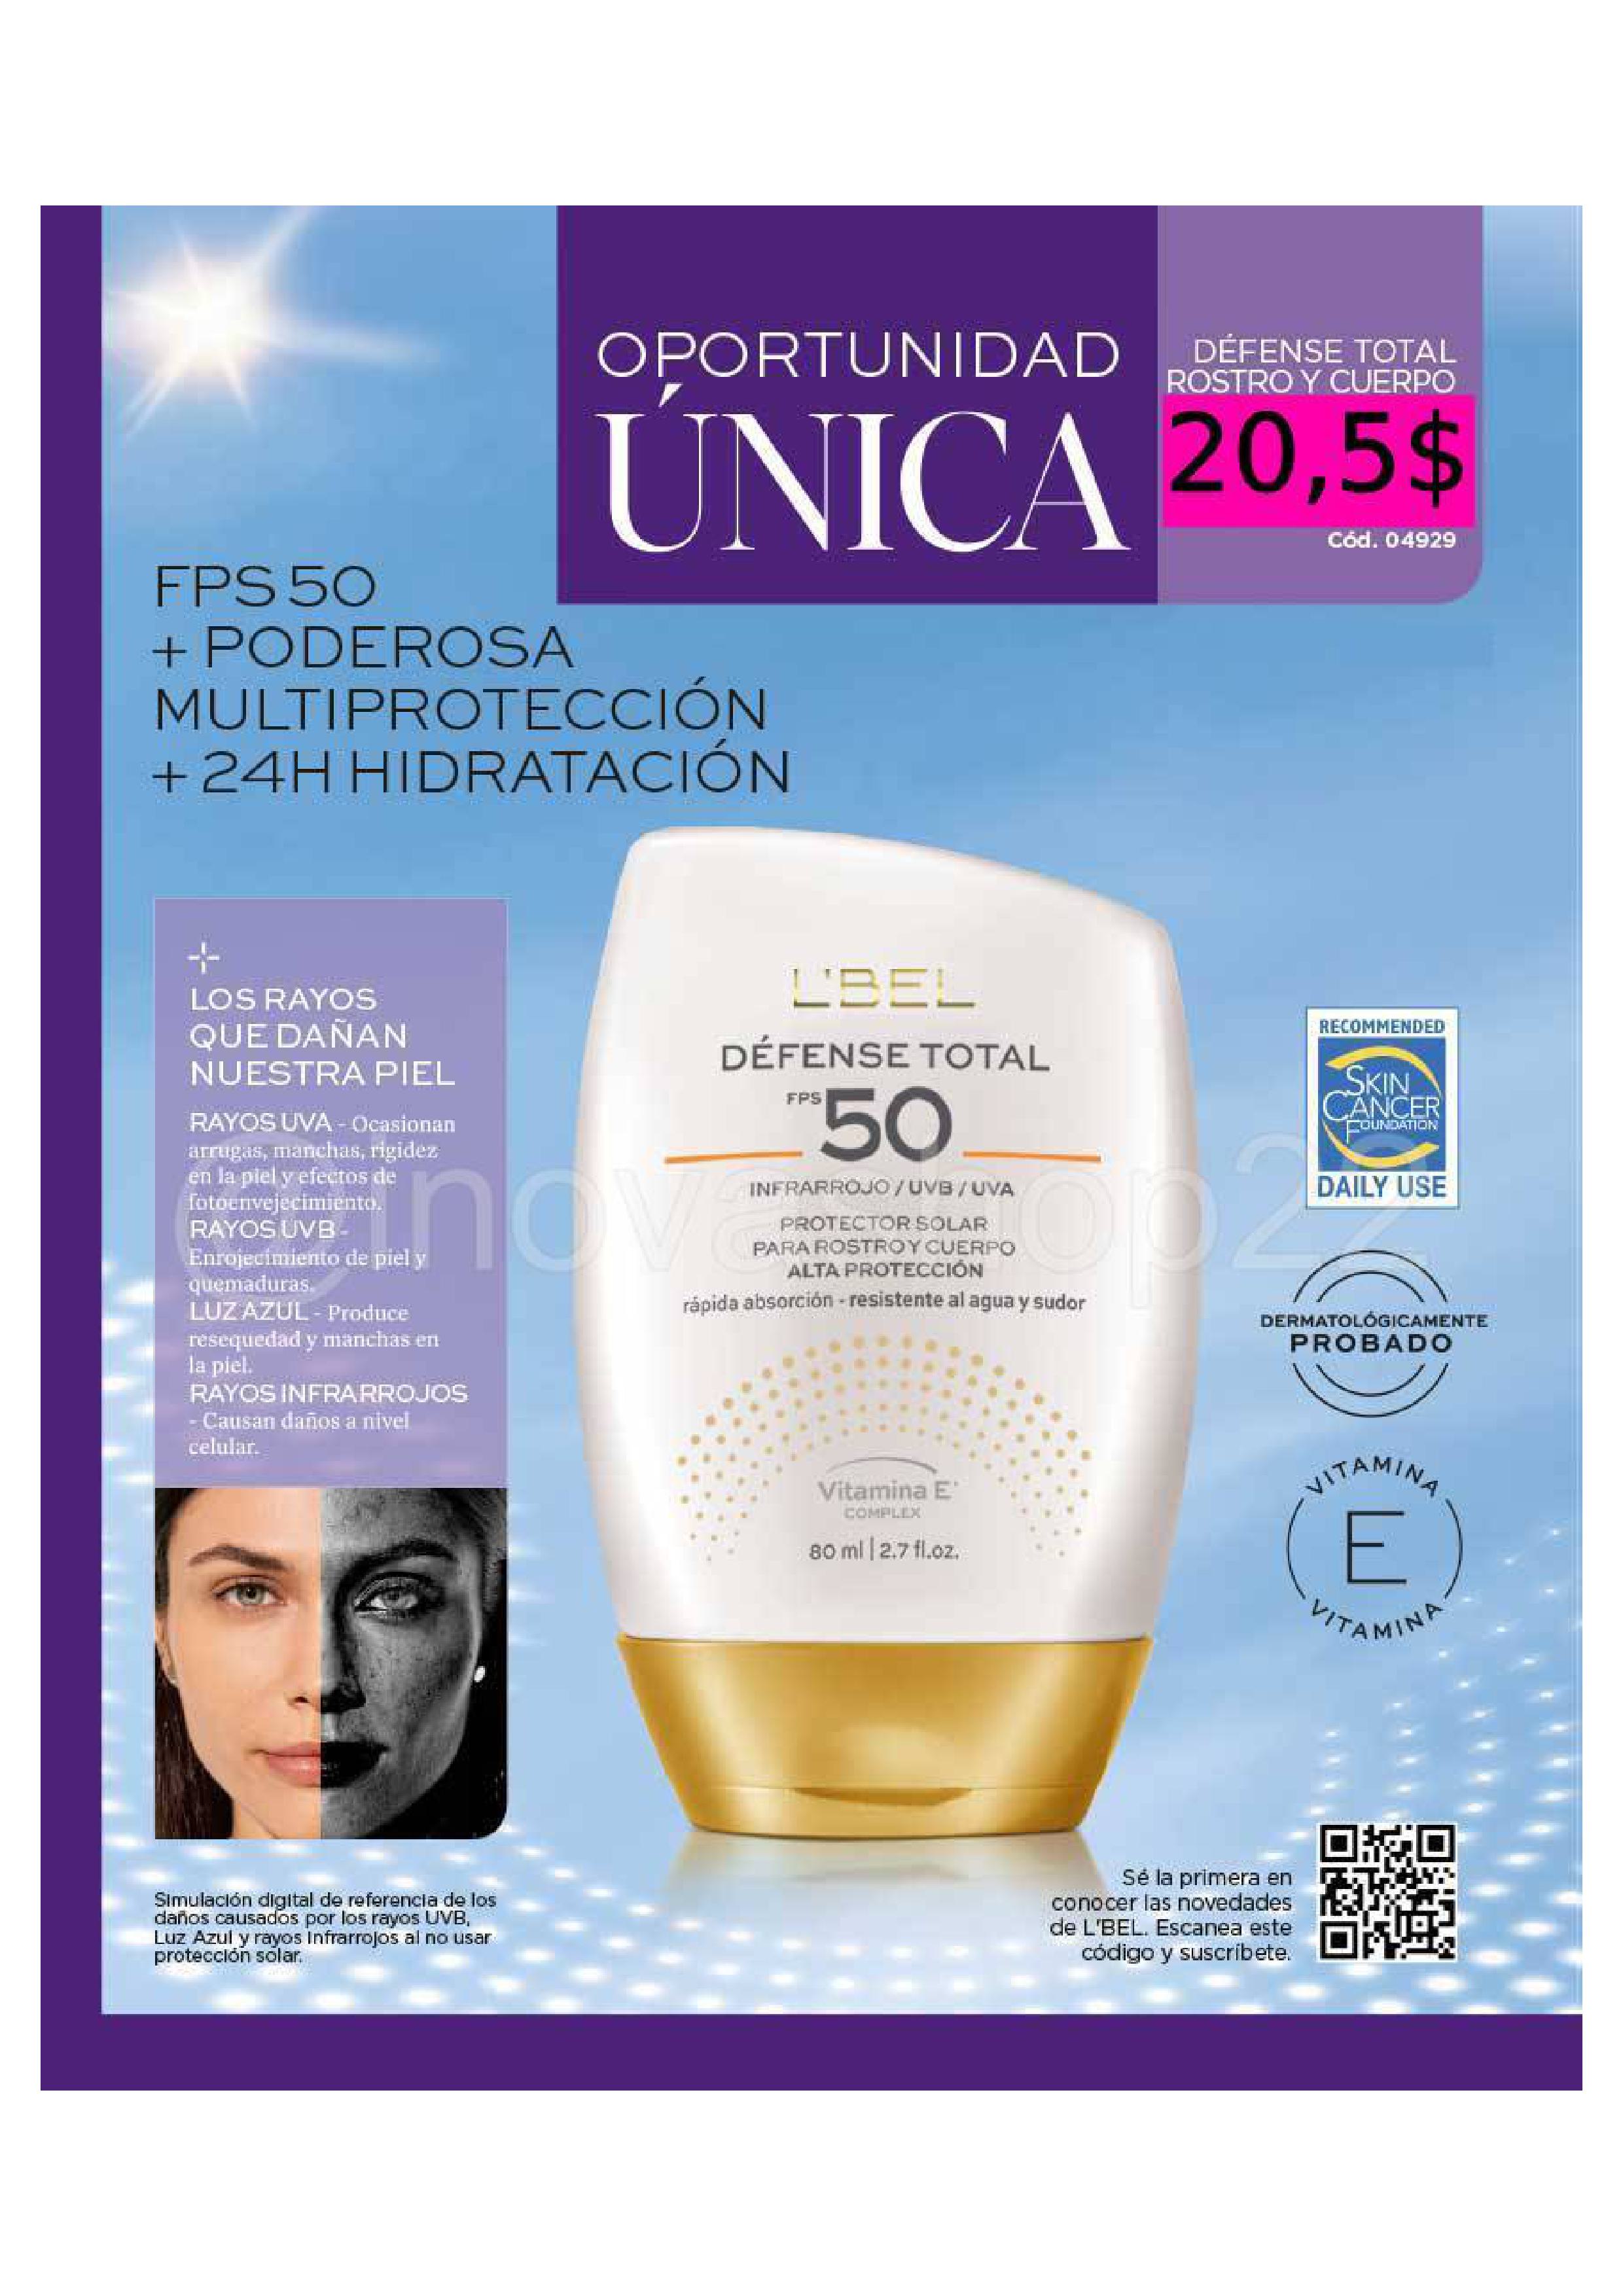 OPORTUNIDAD
ÚNICA
DÉFENSE TOTAL
ROSTRO Y CUERPO
20,5$
Cód. 04929
FPS 50
+ PODEROSA
MULTIPROTECCIÓN
+ 24H HIDRATACIÓN
LOS RAYOS
QUE DAÑAN
NUESTRA PIEL
RAYOS UVA - Ocasionan
arrugas, manchas, rigidez
en la piel y efectos de
fotoenvejecimiento.
RAYOS UVB -
Enrojecimiento de piel y
quemaduras.
LUZ AZUL - Produce
resequedad y manchas en
la piel.
RAYOS INFRARROJOS
- Causan daños a nivel
celular.
Simulación digital de referencia de los
daños causados por los rayos UVB,
Luz Azul y rayos Infrarrojos al no usar
protección solar.
L'BEL
DÉFENSE TOTAL
FPS 50
INFRARROJO / UVB / UVA
PROTECTOR SOLAR
PARA ROSTRO Y CUERPO
ALTA PROTECCIÓN
rápida absorción - resistente al agua y sudor
Vitamina E+
COMPLEX
80 ml | 2.7 fl.oz.
@inovashop22
RECOMMENDED
SKIN
CANCER
FOUNDATION
DAILY USE
DERMATOLÓGICAMENTE
PROBADO
VITAMINA
E
VITAMINA
Sé la primera en
conocer las novedades
de L'BEL. Escanea este
código y suscríbete.